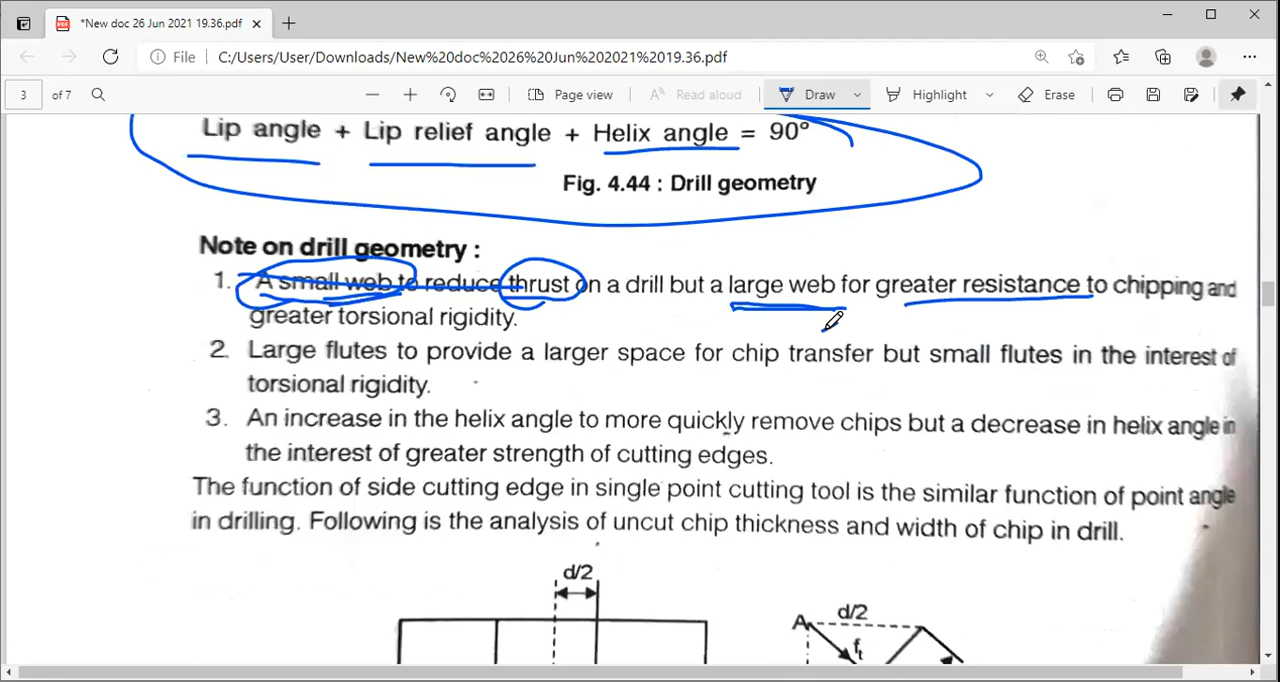 *New doc 26 Jun 2021 19.36.pdf
File C:/Users/User/Downloads/New%20doc%2026%20Jun%202021%2019.36.pdf
3 of 7 Page view Read aloud Draw Highlight Erase
Lip angle + Lip relief angle + Helix angle = 90°
Fig. 4.44 : Drill geometry
Note on drill geometry :
1. A small web to reduce thrust on a drill but a large web for greater resistance to chipping and
greater torsional rigidity.
2. Large flutes to provide a larger space for chip transfer but small flutes in the interest of
torsional rigidity.
3. An increase in the helix angle to more quickly remove chips but a decrease in helix angle in
the interest of greater strength of cutting edges.
The function of side cutting edge in single point cutting tool is the similar function of point angle
in drilling. Following is the analysis of uncut chip thickness and width of chip in drill.
d/2
A d/2
f_t